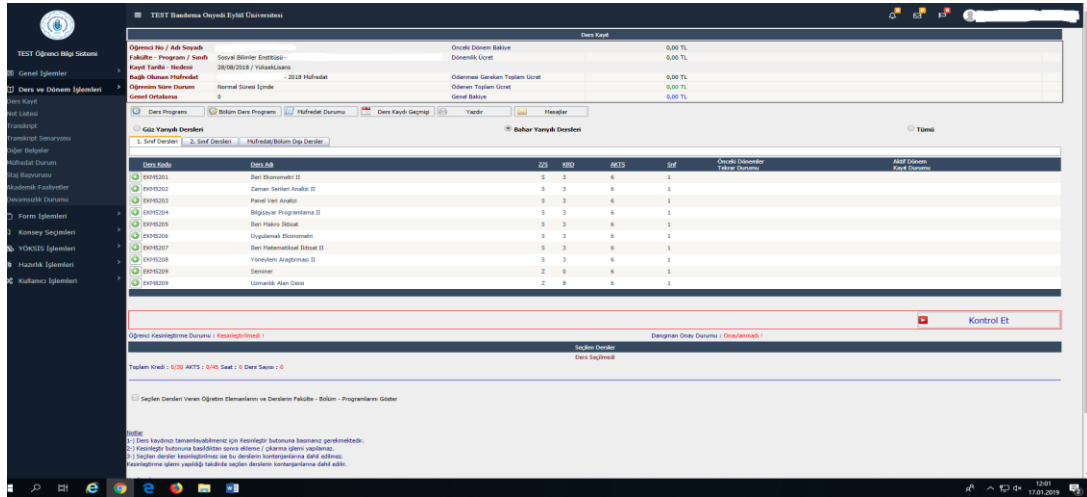 TEST Bandırma Onyedi Eylül Üniversitesi
TEST Öğrenci Bilgi Sistemi
Genel İşlemler
Ders ve Dönem İşlemleri
Ders Kayıt
Not Listesi
Transkript
Transkript Senaryosu
Diğer Belgeler
Müfredat Durum
Staj Başvurusu
Akademik Faaliyetler
Devamsızlık Durumu
Form İşlemleri
Konsey Seçimleri
YÖKSİS İşlemleri
Hazırlık İşlemleri
Kullanıcı İşlemleri
Ders Kayıt
Öğrenci No / Adı Soyadı Önceki Dönem Bakiye 0,00 TL
Fakülte - Program / Sınıfı Sosyal Bilimler Enstitüsü - Dönemlik Ücret 0,00 TL
Kayıt Tarihi - Nedeni 28/08/2018 / YüksekLisans
Bağlı Olunan Müfredat - 2018 Müfredat Ödenmesi Gereken Toplam Ücret 0,00 TL
Öğrenim Süre Durum Normal Süresi İçinde Ödenen Toplam Ücret 0,00 TL
Genel Ortalama 0 Genel Bakiye 0,00 TL
Ders Programı Bölüm Ders Programı Müfredat Durumu Ders Kaydı Geçmişi Yazdır Mesajlar
Güz Yarıyılı Dersleri Bahar Yarıyılı Dersleri Tümü
1. Sınıf Dersleri 2. Sınıf Dersleri Müfredat/Bölüm Dışı Dersler
Ders Kodu Ders Adı Z/S KRD AKTS Snf Önceki Dönemler Tekrar Durumu Aktif Dönem Kayıt Durumu
EKM5201 İleri Ekonometri II S 3 6 1
EKM5202 Zaman Serileri Analizi II S 3 6 1
EKM5203 Panel Veri Analizi S 3 6 1
EKM5204 Bilgisayar Programlama II S 3 6 1
EKM5205 İleri Makro İktisat S 3 6 1
EKM5206 Uygulamalı Ekonometri S 3 6 1
EKM5207 İleri Matematiksel İktisat II S 3 6 1
EKM5208 Yöneylem Araştırması II S 3 6 1
EKM5209 Seminer Z 0 6 1
EKM8209 Uzmanlık Alan Dersi Z 8 6 1
Kontrol Et
Öğrenci Kesinleştirme Durumu : Kesinleştirilmedi ! Danışman Onay Durumu : Onaylanmadı !
Seçilen Dersler
Ders Seçilmedi
Toplam Kredi : 0/30 AKTS : 0/45 Saat : 0 Ders Sayısı : 0
Seçilen Dersleri Veren Öğretim Elemanlarını ve Derslerin Fakülte - Bölüm - Programlarını Göster
Notlar
1-) Ders kaydınızı tamamlayabilmeniz için Kesinleştir butonuna basmanız gerekmektedir.
2-) Kesinleştir butonuna basıldıktan sonra ekleme / çıkarma işlemi yapılamaz.
3-) Seçilen dersler kesinleştirilmez ise bu derslerin kontenjanlarına dahil edilmez.
Kesinleştirme işlemi yapıldığı takdirde seçilen derslerin kontenjanlarına dahil edilir.
12:01
17.01.2019